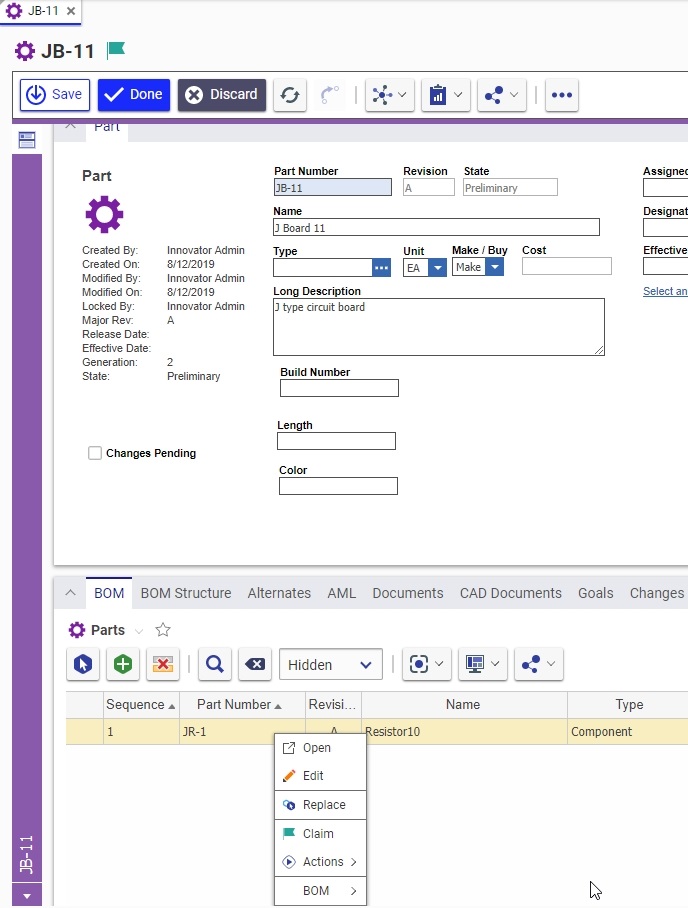 JB-11
JB-11
Save Done Discard
Part
Part
Part Number Revision State Assigned
JB-11 A Preliminary
Name Designat
J Board 11
Type Unit Make / Buy Cost Effective
EA Make
Long Description Select an
J type circuit board
Created By: Innovator Admin
Created On: 8/12/2019
Modified By: Innovator Admin
Modified On: 8/12/2019
Locked By: Innovator Admin
Major Rev: A
Release Date:
Effective Date:
Generation: 2
State: Preliminary
Build Number
Length
Changes Pending
Color
BOM BOM Structure Alternates AML Documents CAD Documents Goals Changes
Parts
Hidden
Sequence Part Number Revisi... Name Type
1 JR-1 A Resistor10 Component
Open
Edit
Replace
Claim
Actions
BOM
JB-11